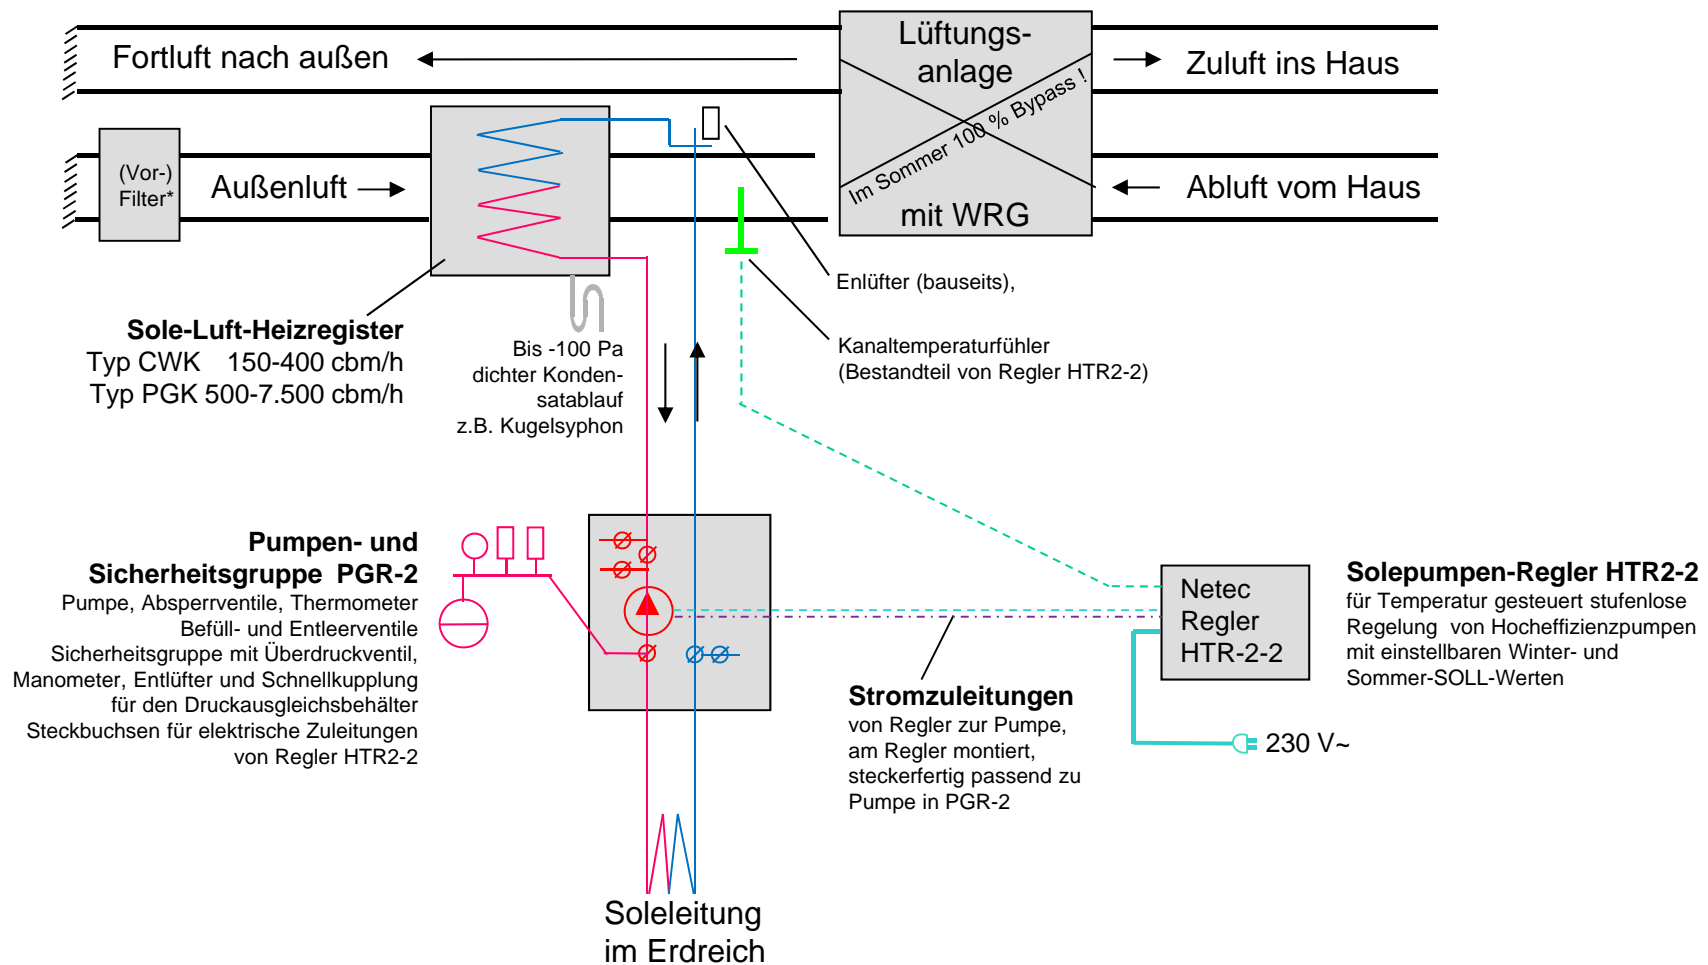 Fortluft nach außen
Lüftungs-
anlage
Im Sommer 100 % Bypass !
mit WRG
Zuluft ins Haus
(Vor-)
Filter*
Außenluft
Abluft vom Haus
Enlüfter (bauseits),
Sole-Luft-Heizregister
Typ CWK 150-400 cbm/h
Typ PGK 500-7.500 cbm/h
Bis -100 Pa
dichter Konden-
satablauf
z.B. Kugelsyphon
Kanaltemperaturfühler
(Bestandteil von Regler HTR2-2)
Pumpen- und
Sicherheitsgruppe PGR-2
Pumpe, Absperrventile, Thermometer
Befüll- und Entleerventile
Sicherheitsgruppe mit Überdruckventil,
Manometer, Entlüfter und Schnellkupplung
für den Druckausgleichsbehälter
Steckbuchsen für elektrische Zuleitungen
von Regler HTR2-2
Netec
Regler
HTR-2-2
Solepumpen-Regler HTR2-2
für Temperatur gesteuert stufenlose
Regelung von Hocheffizienzpumpen
mit einstellbaren Winter- und
Sommer-SOLL-Werten
Stromzuleitungen
von Regler zur Pumpe,
am Regler montiert,
steckerfertig passend zu
Pumpe in PGR-2
230 V~
Soleleitung
im Erdreich